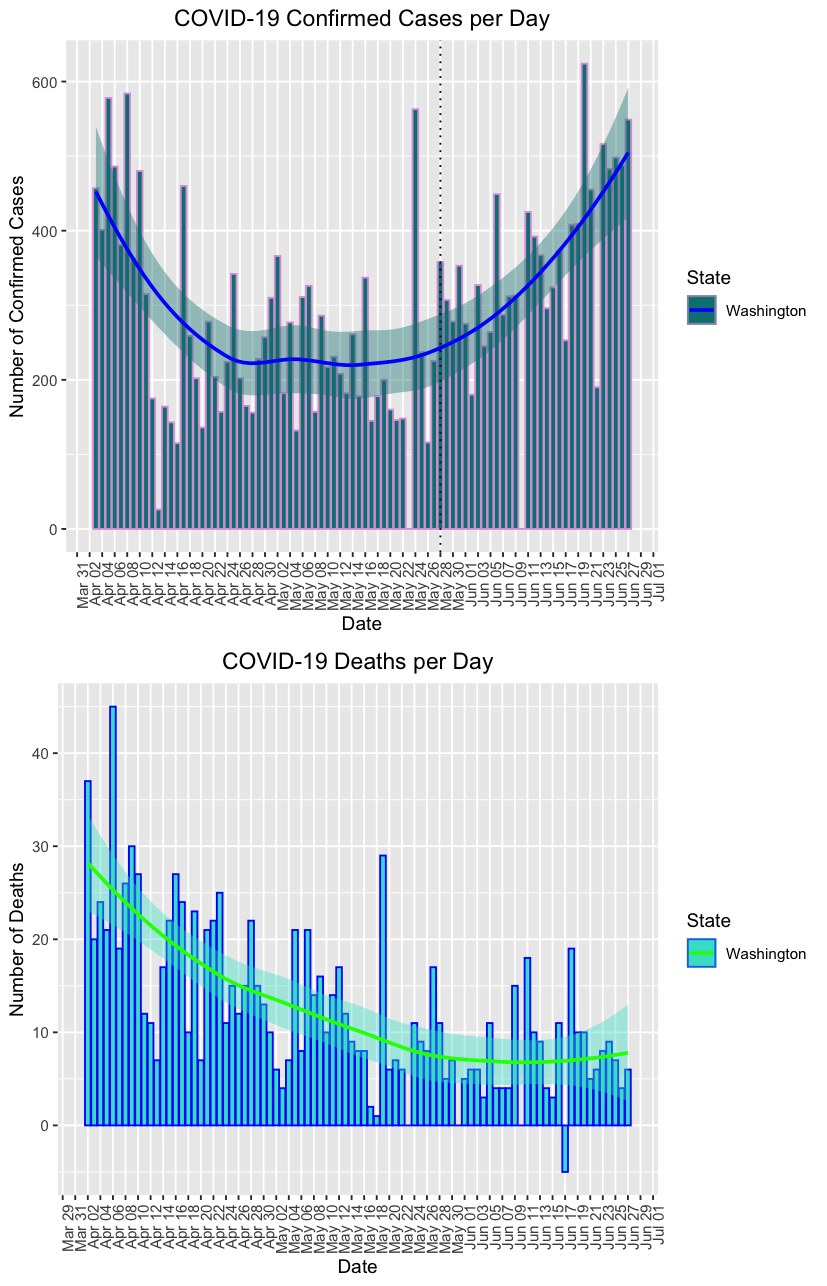 COVID-19 Confirmed Cases per Day
Number of Confirmed Cases
600
400
200
0
Mar 31
Apr 02
Apr 04
Apr 06
Apr 08
Apr 10
Apr 12
Apr 14
Apr 16
Apr 18
Apr 20
Apr 22
Apr 24
Apr 26
Apr 28
Apr 30
May 02
May 04
May 06
May 08
May 10
May 12
May 14
May 16
May 18
May 20
May 22
May 24
May 26
May 28
May 30
Jun 01
Jun 03
Jun 05
Jun 07
Jun 09
Jun 11
Jun 13
Jun 15
Jun 17
Jun 19
Jun 21
Jun 23
Jun 25
Jun 27
Jun 29
Jul 01
Date
State
Washington
COVID-19 Deaths per Day
Number of Deaths
40
30
20
10
0
Mar 29
Mar 31
Apr 02
Apr 04
Apr 06
Apr 08
Apr 10
Apr 12
Apr 14
Apr 16
Apr 18
Apr 20
Apr 22
Apr 24
Apr 26
Apr 28
Apr 30
May 02
May 04
May 06
May 08
May 10
May 12
May 14
May 16
May 18
May 20
May 22
May 24
May 26
May 28
May 30
Jun 01
Jun 03
Jun 05
Jun 07
Jun 09
Jun 11
Jun 13
Jun 15
Jun 17
Jun 19
Jun 21
Jun 23
Jun 25
Jun 27
Jun 29
Jul 01
Date
State
Washington